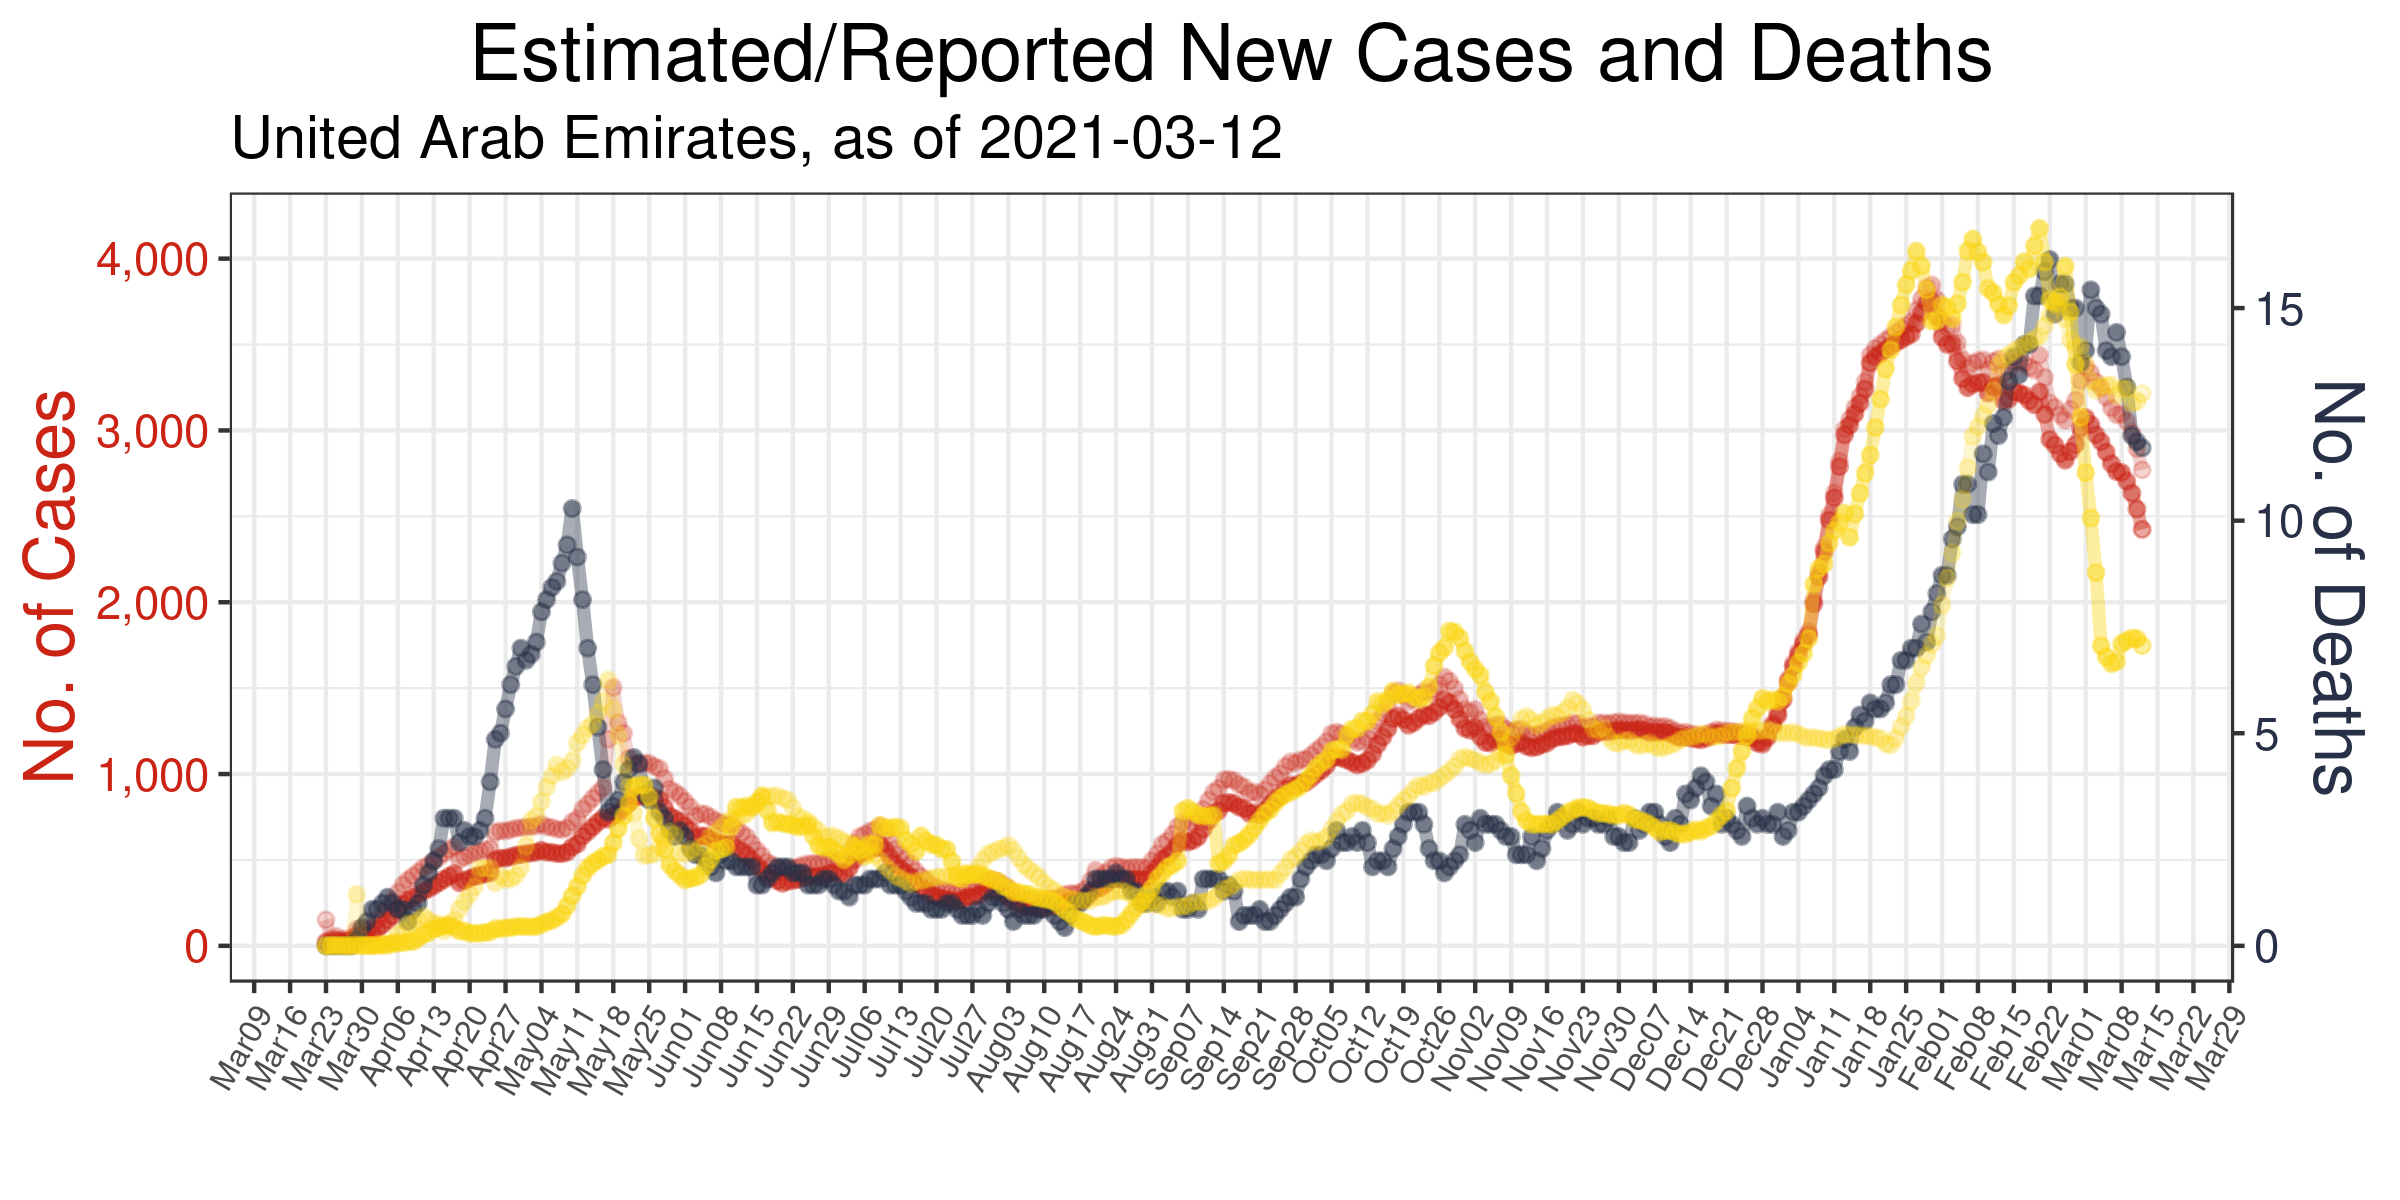 Estimated/Reported New Cases and Deaths
United Arab Emirates, as of 2021-03-12
No. of Cases
4,000
3,000
2,000
1,000
0
15
10
5
0
No. of Deaths
Mar09
Mar16
Mar23
Mar30
Apr06
Apr13
Apr20
Apr27
May04
May11
May18
May25
Jun01
Jun08
Jun15
Jun22
Jun29
Jul06
Jul13
Jul20
Jul27
Aug03
Aug10
Aug17
Aug24
Aug31
Sep07
Sep14
Sep21
Sep28
Oct05
Oct12
Oct19
Oct26
Nov02
Nov09
Nov16
Nov23
Nov30
Dec07
Dec14
Dec21
Dec28
Jan04
Jan11
Jan18
Jan25
Feb01
Feb08
Feb15
Feb22
Mar01
Mar08
Mar15
Mar22
Mar29